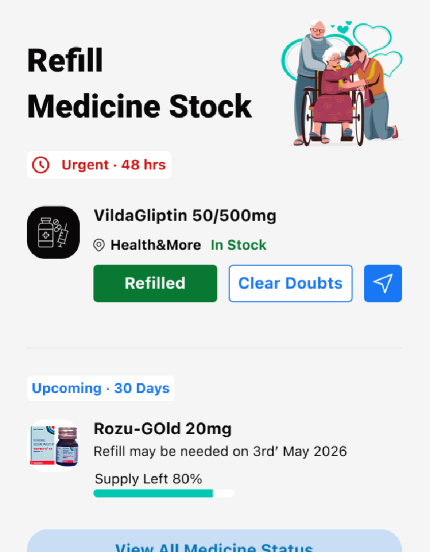 Refill
Medicine Stock
Urgent · 48 hrs
VildaGliptin 50/500mg
Health&More In Stock
Refilled Clear Doubts
Upcoming · 30 Days
Rozu-GOld 20mg
Refill may be needed on 3rd’ May 2026
Supply Left 80%
View All Medicine Status